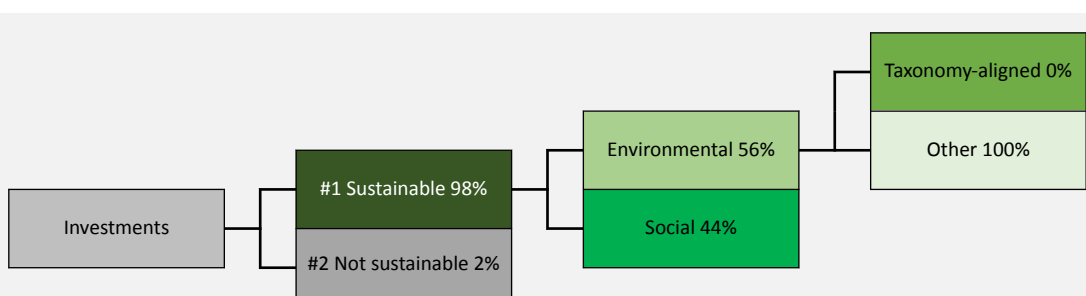 Investments
#1 Sustainable 98%
#2 Not sustainable 2%
Environmental 56%
Social 44%
Taxonomy-aligned 0%
Other 100%